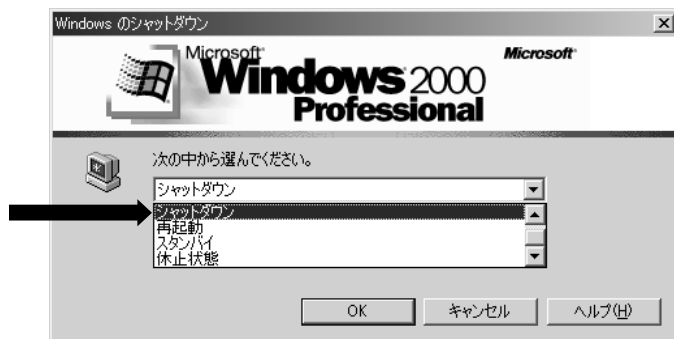 Windows のシャットダウン
Microsoft
Windows 2000
Professional
Microsoft
次の中から選んでください。
シャットダウン
シャットダウン
再起動
スタンバイ
休止状態
OK
キャンセル
ヘルプ(H)